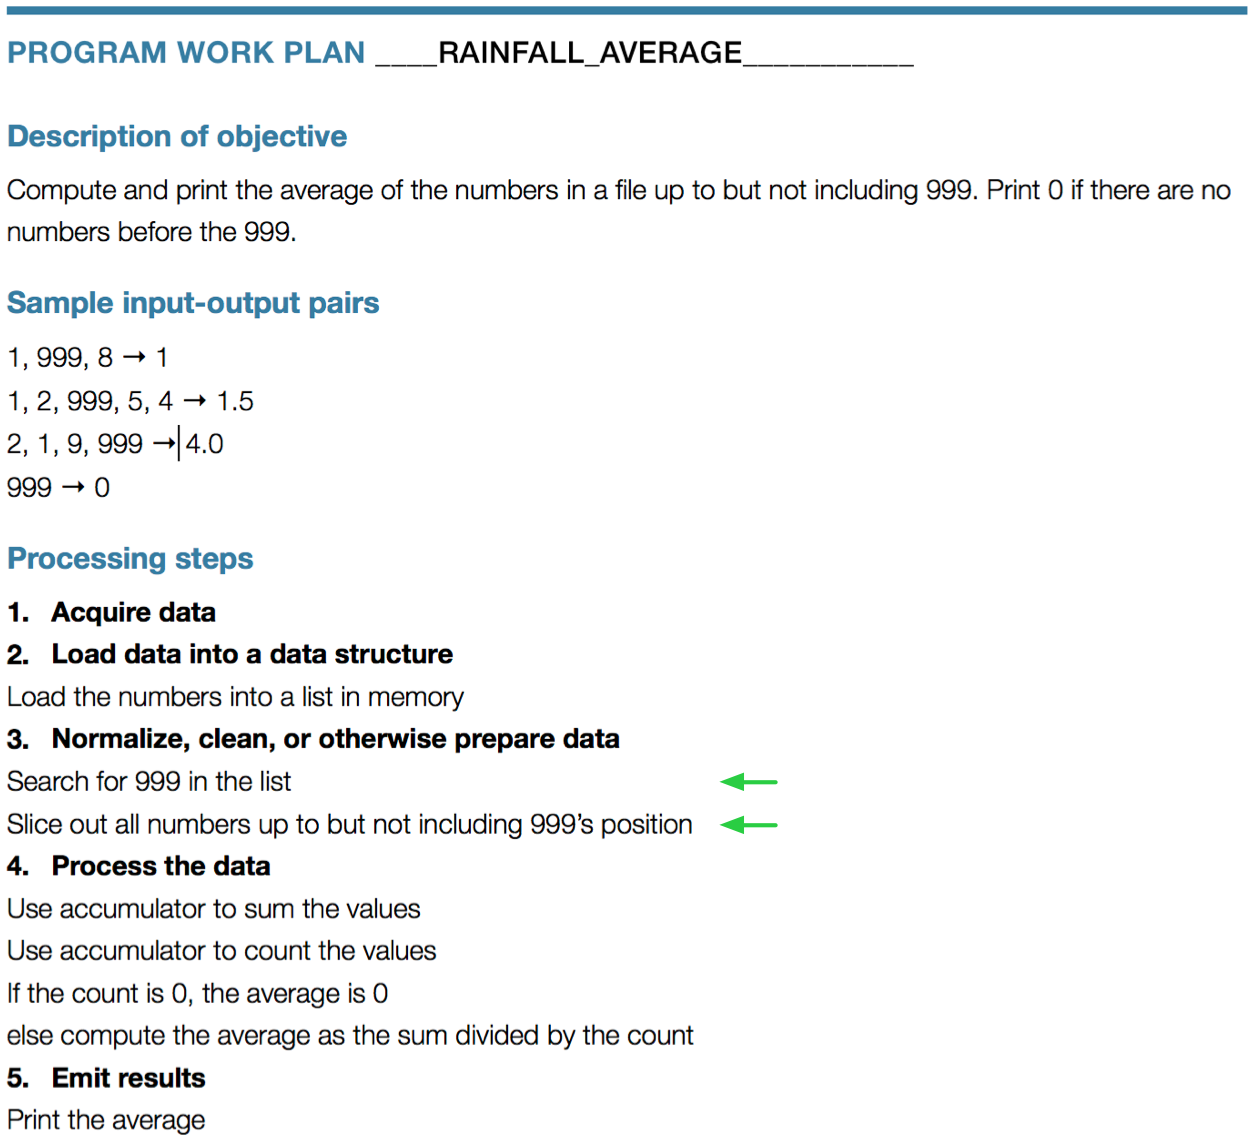 PROGRAM WORK PLAN ____RAINFALL_AVERAGE___________
Description of objective
Compute and print the average of the numbers in a file up to but not including 999. Print 0 if there are no
numbers before the 999.
Sample input-output pairs
1, 999, 8 → 1
1, 2, 999, 5, 4 → 1.5
2, 1, 9, 999 → 4.0
999 → 0
Processing steps
1. Acquire data
2. Load data into a data structure
Load the numbers into a list in memory
3. Normalize, clean, or otherwise prepare data
Search for 999 in the list
Slice out all numbers up to but not including 999’s position
4. Process the data
Use accumulator to sum the values
Use accumulator to count the values
If the count is 0, the average is 0
else compute the average as the sum divided by the count
5. Emit results
Print the average